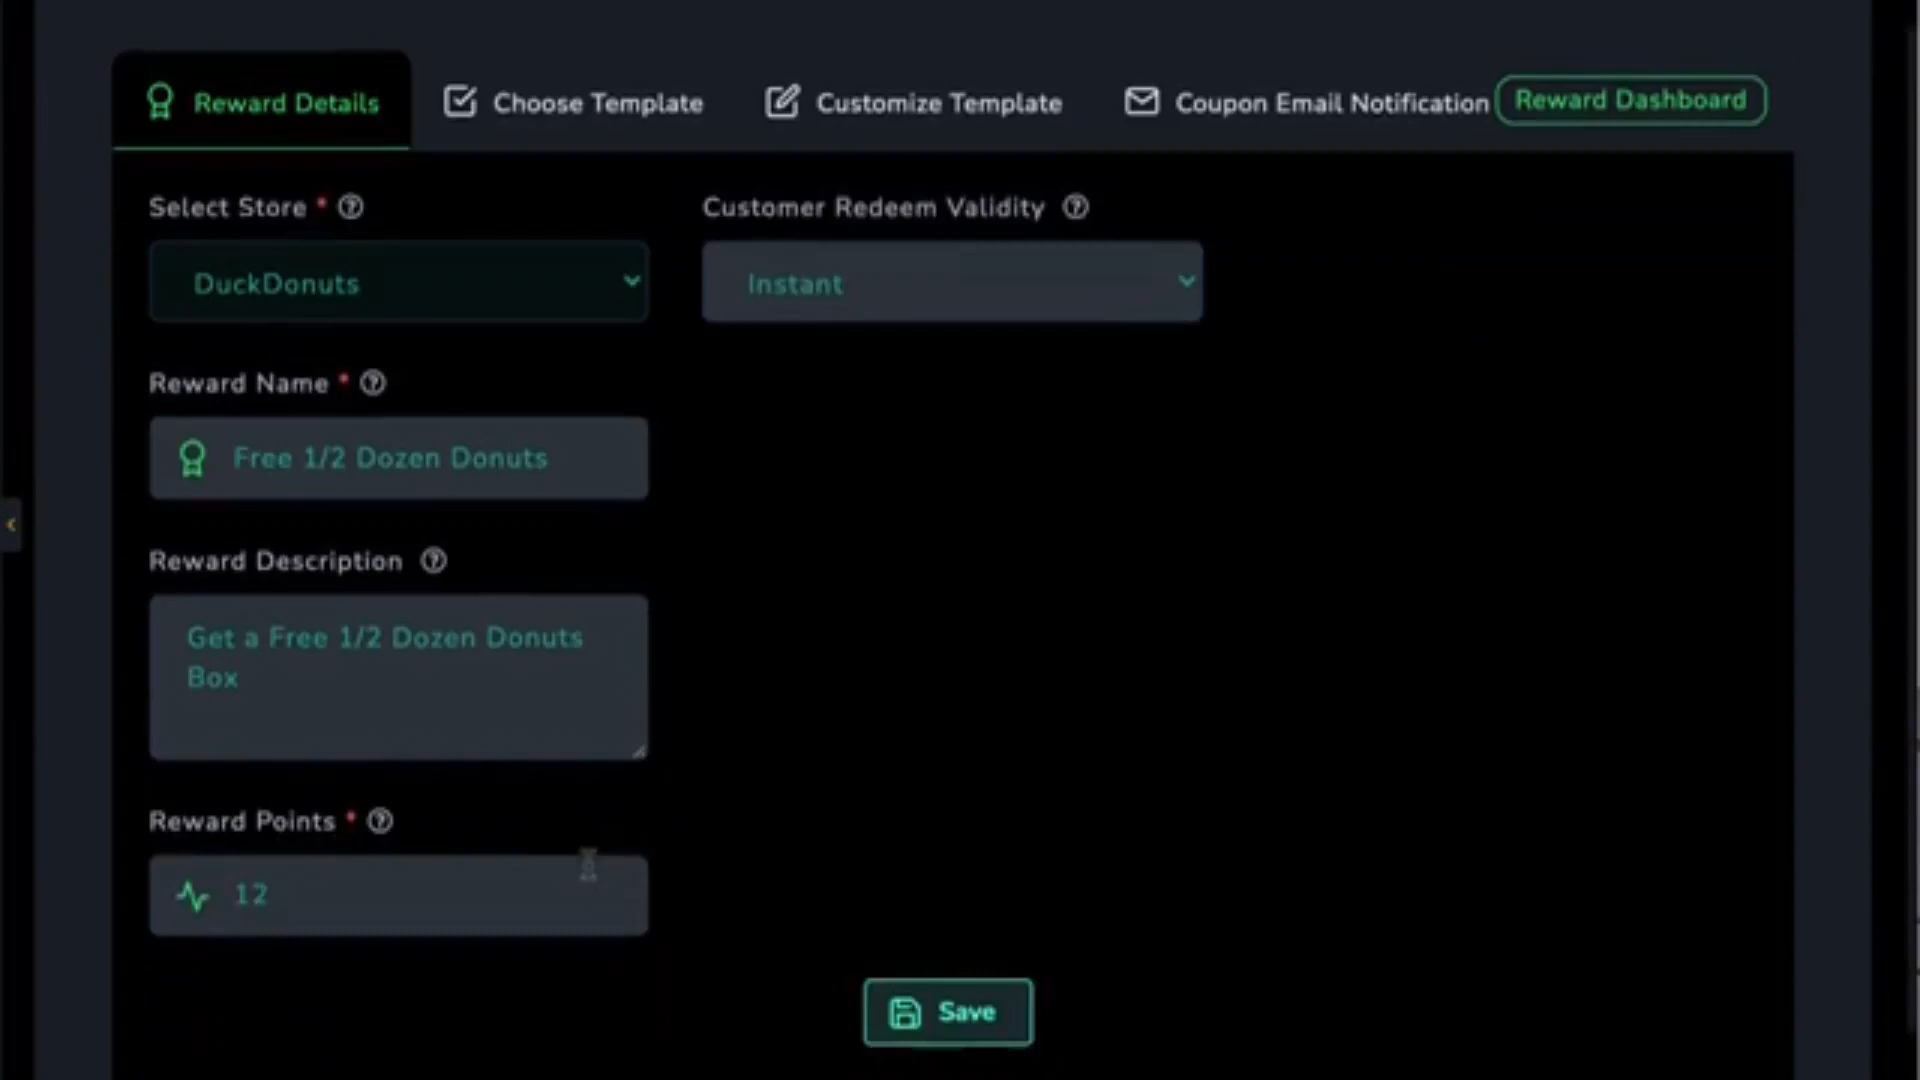 Reward Details
Choose Template
Customize Template
Coupon Email Notification
Reward Dashboard
Select Store *
Customer Redeem Validity
DuckDonuts
Instant
Reward Name *
Free 1/2 Dozen Donuts
Reward Description
Get a Free 1/2 Dozen Donuts
Box
Reward Points *
12
Save